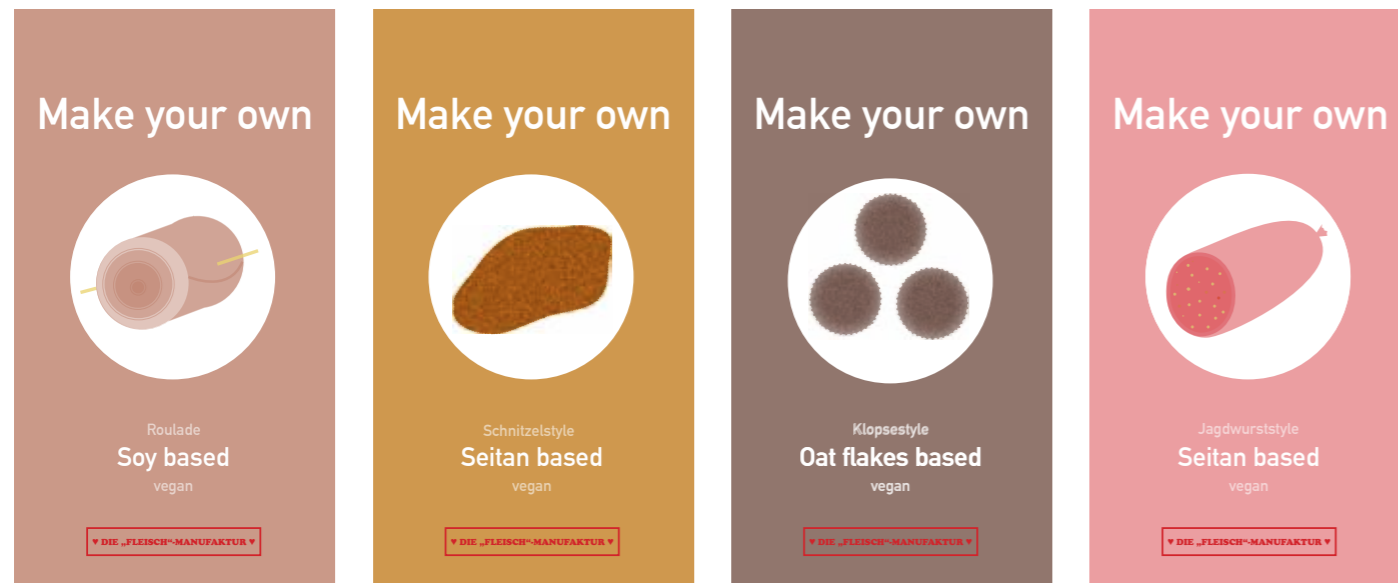 Make your own
Roulade
Soy based
vegan
♥ DIE „FLEISCH“-MANUFAKTUR ♥
Make your own
Schnitzelstyle
Seitan based
vegan
♥ DIE „FLEISCH“-MANUFAKTUR ♥
Make your own
Klopsestyle
Oat flakes based
vegan
♥ DIE „FLEISCH“-MANUFAKTUR ♥
Make your own
Jagdwurststyle
Seitan based
vegan
♥ DIE „FLEISCH“-MANUFAKTUR ♥